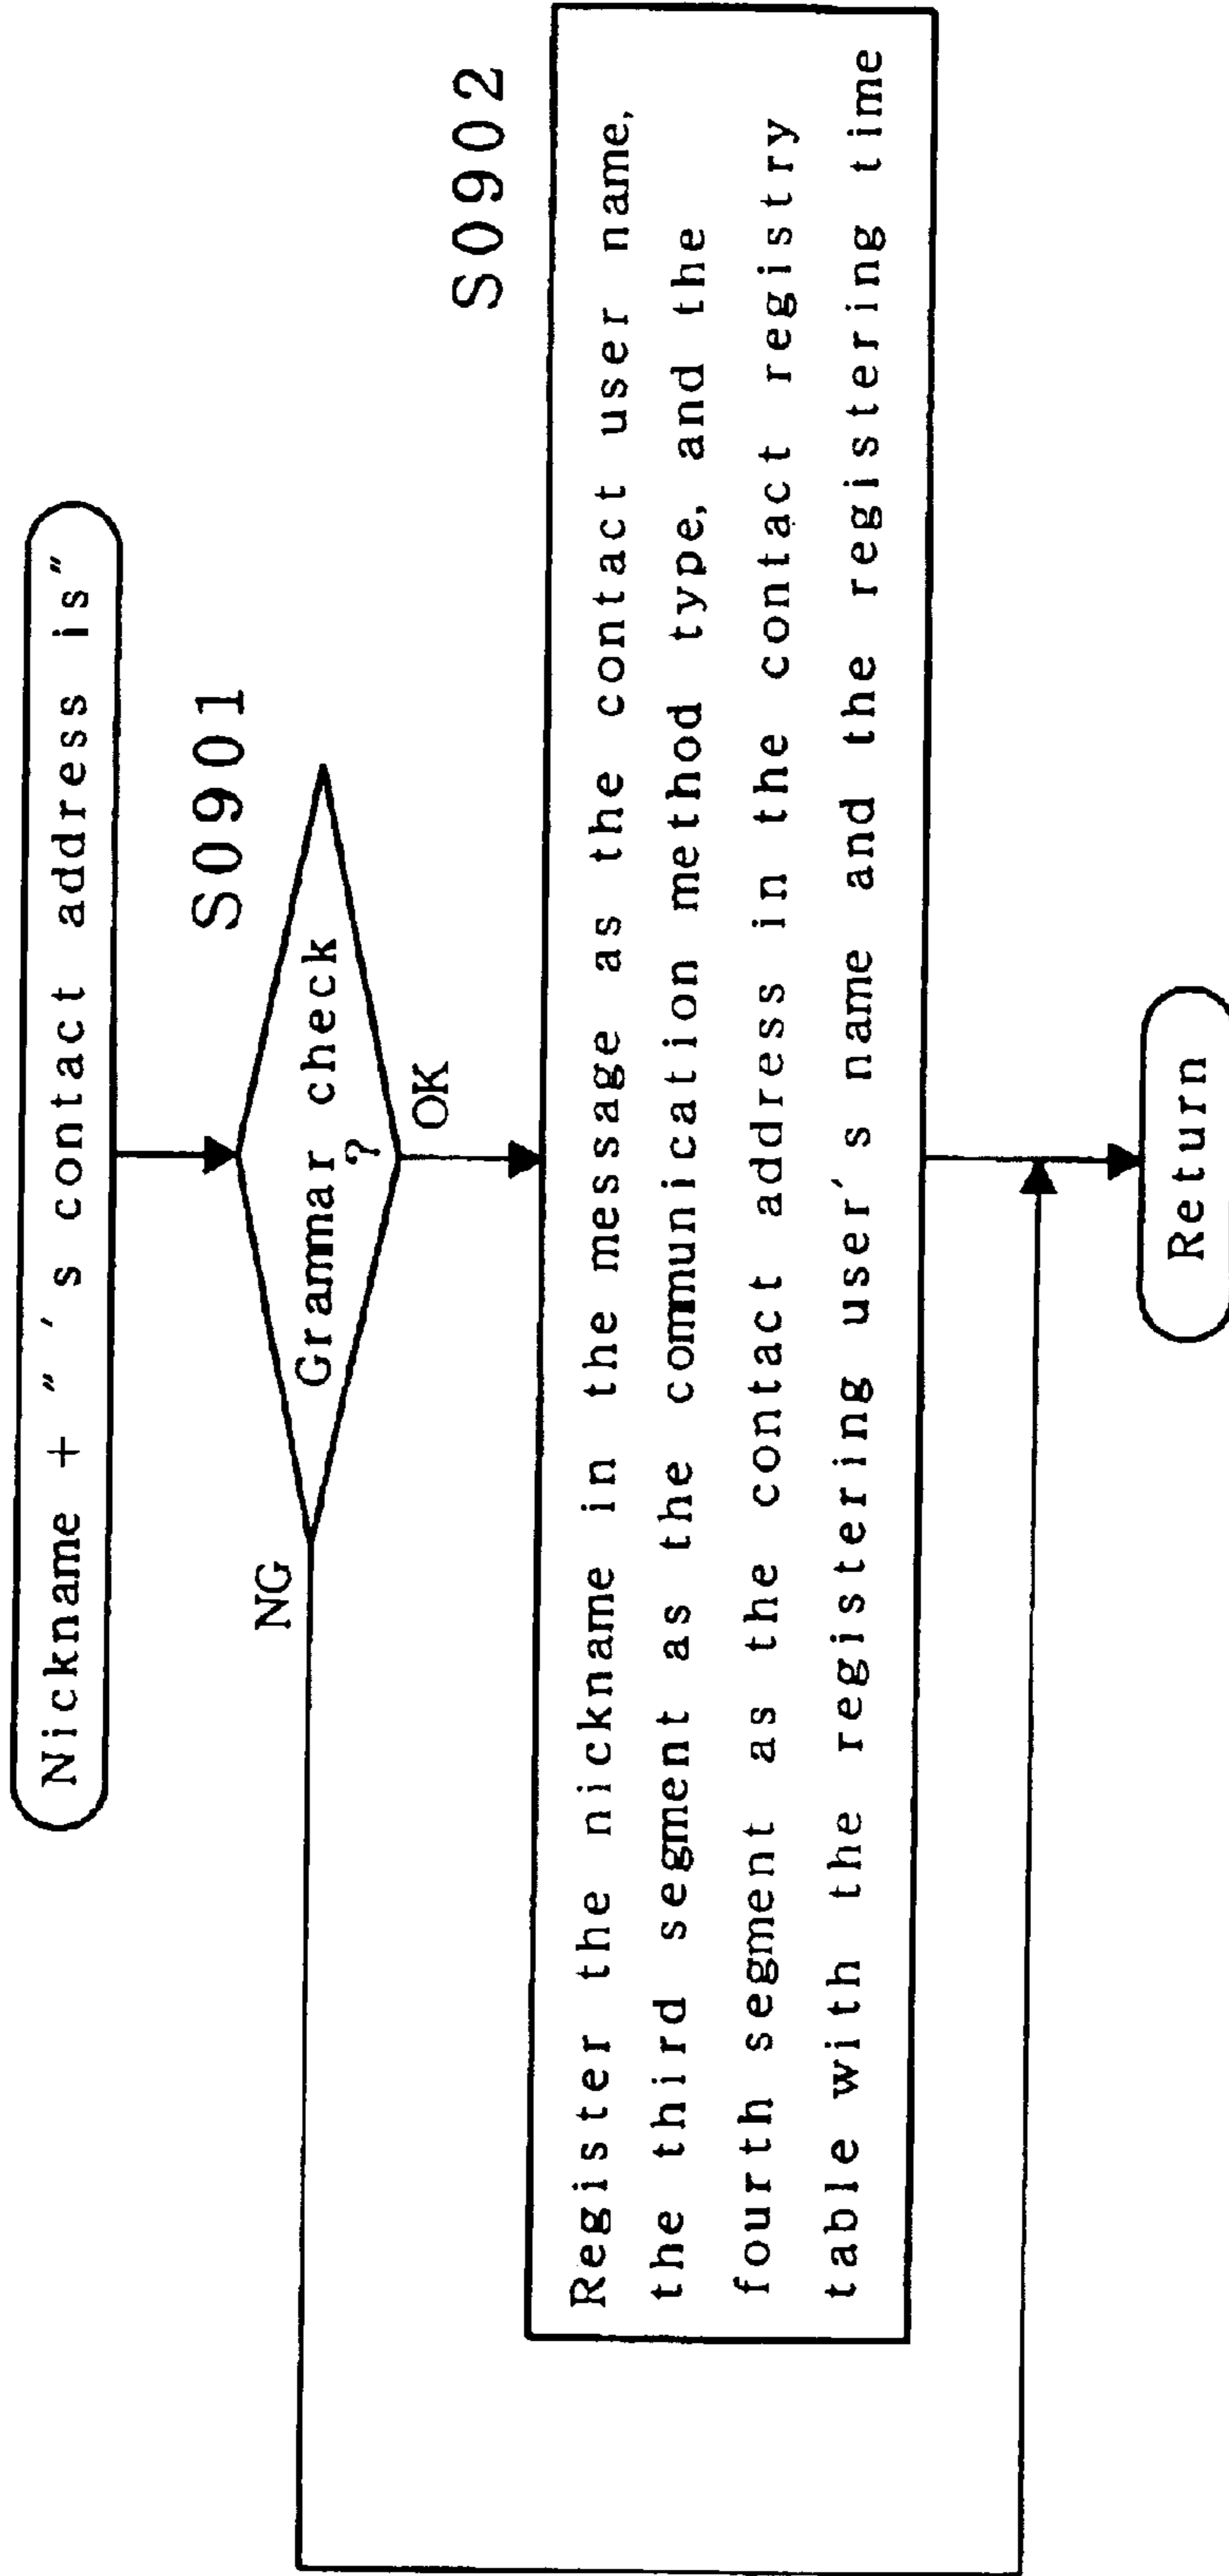 Nickname + "'s contact address is"
S0901
Grammar check
?
NG
OK
S0902
Register the nickname in the message as the contact user name,
the third segment as the communication method type, and the
fourth segment as the contact address in the contact registry
table with the registering user's name and the registering time
Return